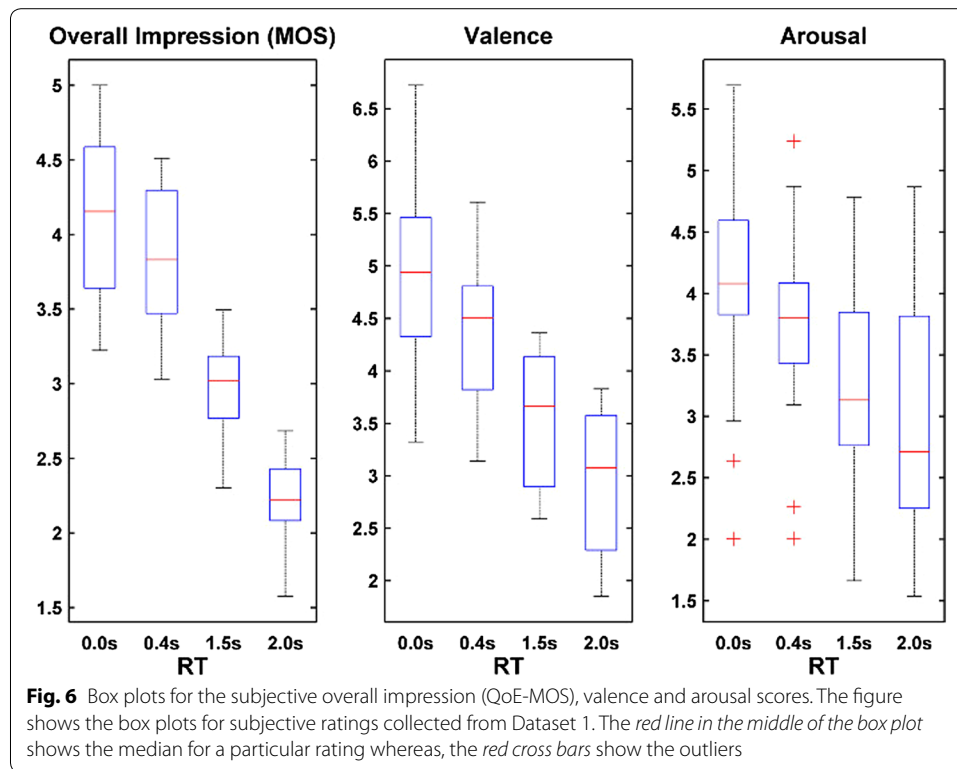 Overall Impression (MOS)
Valence
Arousal
5
4.5
4
3.5
3
2.5
2
1.5
0.0s 0.4s 1.5s 2.0s
RT
6.5
6
5.5
5
4.5
4
3.5
3
2.5
2
0.0s 0.4s 1.5s 2.0s
RT
5.5
5
4.5
4
3.5
3
2.5
2
1.5
0.0s 0.4s 1.5s 2.0s
RT
Fig. 6 Box plots for the subjective overall impression (QoE-MOS), valence and arousal scores. The figure
shows the box plots for subjective ratings collected from Dataset 1. The red line in the middle of the box plot
shows the median for a particular rating whereas, the red cross bars show the outliers